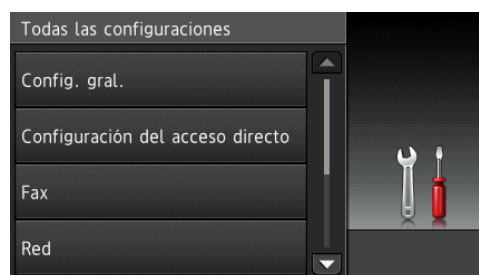 Todas las configuraciones
Config. gral.
Configuración del acceso directo
Fax
Red